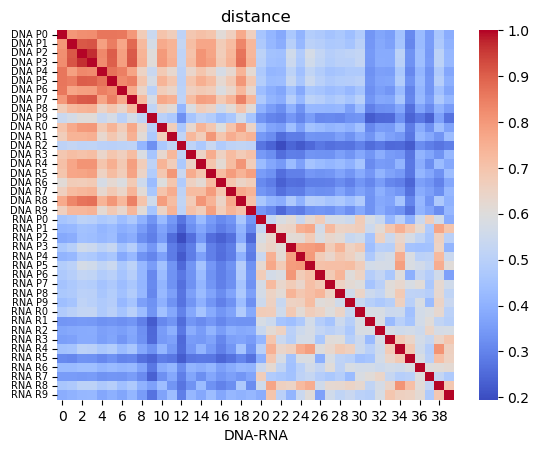 distance
DNA P0
DNA P1
DNA P2
DNA P3
DNA P4
DNA P5
DNA P6
DNA P7
DNA P8
DNA P9
DNA R0
DNA R1
DNA R2
DNA R3
DNA R4
DNA R5
DNA R6
DNA R7
DNA R8
DNA R9
RNA P0
RNA P1
RNA P2
RNA P3
RNA P4
RNA P5
RNA P6
RNA P7
RNA P8
RNA P9
RNA R0
RNA R1
RNA R2
RNA R3
RNA R4
RNA R5
RNA R6
RNA R7
RNA R8
RNA R9
0 2 4 6 8 10 12 14 16 18 20 22 24 26 28 30 32 34 36 38
DNA-RNA
1.0
0.9
0.8
0.7
0.6
0.5
0.4
0.3
0.2